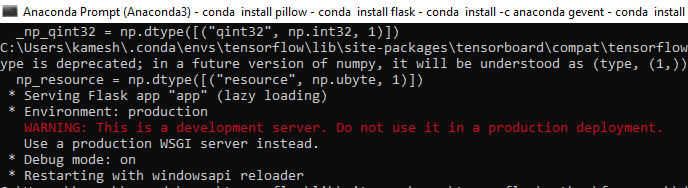 Anaconda Prompt (Anaconda3) - conda install pillow - conda install flask - conda install -c anaconda gevent - conda install
_np_qint32 = np.dtype([("qint32", np.int32, 1)])
C:\Users\kamesh\.conda\envs\tensorflow\lib\site-packages\tensorboard\compat\tensorflow
ype is deprecated; in a future version of numpy, it will be understood as (type, (1,))
np_resource = np.dtype([("resource", np.ubyte, 1)])
* Serving Flask app "app" (lazy loading)
* Environment: production
WARNING: This is a development server. Do not use it in a production deployment.
Use a production WSGI server instead.
* Debug mode: on
* Restarting with windowsapi reloader